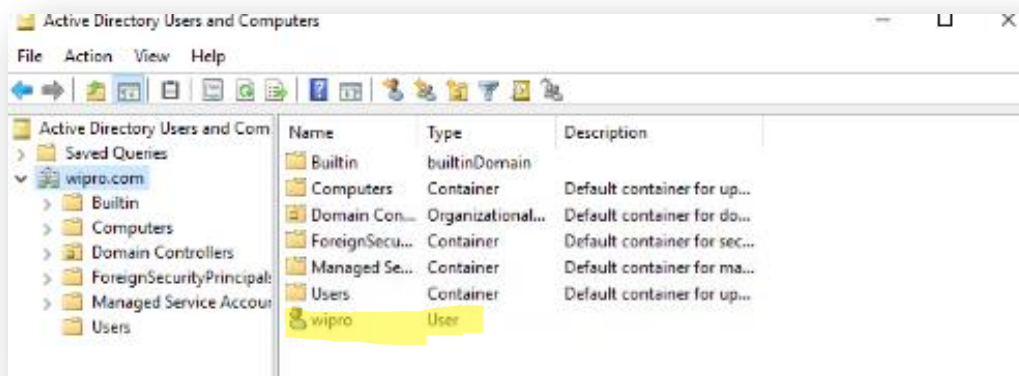 Active Directory Users and Computers
File Action View Help
Active Directory Users and Com
Saved Queries
wipro.com
Builtin
Computers
Domain Controllers
ForeignSecurityPrincipals
Managed Service Accour
Users
Name Type Description
Builtin builtinDomain
Computers Container Default container for up...
Domain Con... Organizational... Default container for do...
ForeignSecu... Container Default container for sec...
Managed Se... Container Default container for ma...
Users Container Default container for up...
wipro User